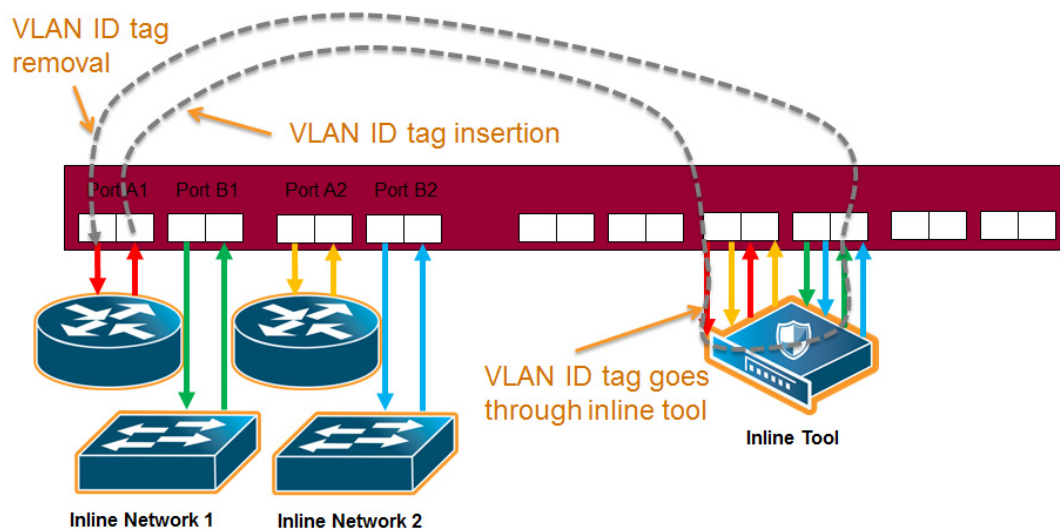 VLAN ID tag
removal
VLAN ID tag insertion
Port A1
Port B1
Port A2
Port B2
VLAN ID tag goes
through inline tool
Inline Tool
Inline Network 1
Inline Network 2